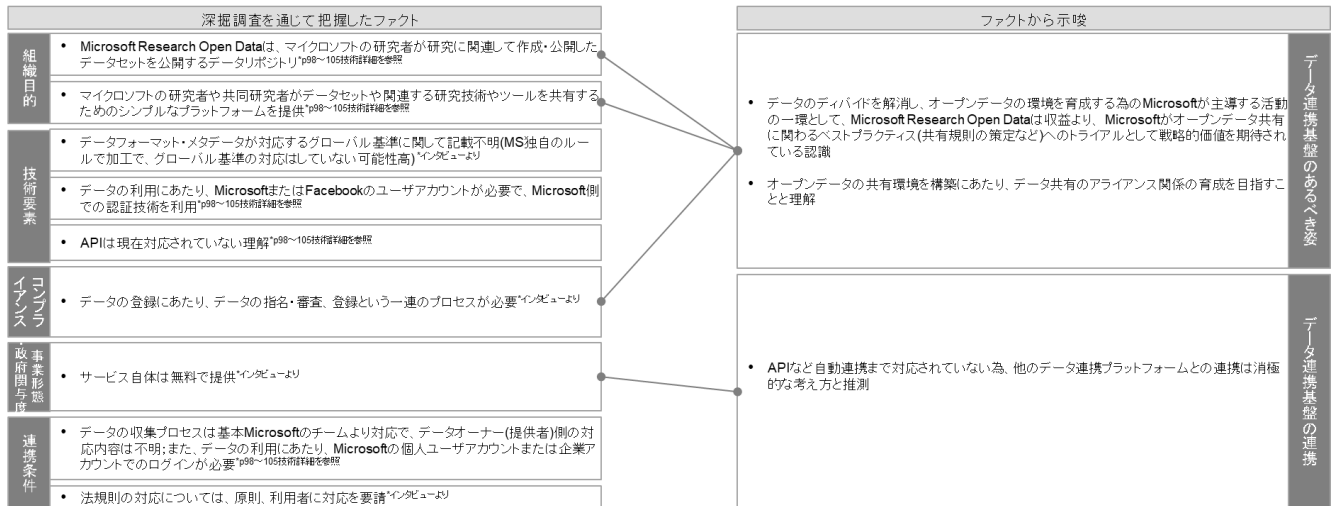 深掘調査を通じて把握したファクト
ファクトから示唆
組織目的
• Microsoft Research Open Dataは、マイクロソフトの研究者が研究に関連して作成・公開した
データセットを公開するデータリポジトリ*p98～105技術詳細を参照
• マイクロソフトの研究者や共同研究者がデータセットや関連する研究技術やツールを共有する
ためのシンプルなプラットフォームを提供*p98～105技術詳細を参照
技術要素
• データフォーマット・メタデータが対応するグローバル基準に関して記載不明(MS独自のルー
ルで加工で、グローバル基準の対応はしていない可能性高)*インタビューより
• データの利用にあたり、MicrosoftまたはFacebookのユーザアカウントが必要で、Microsoft側
での認証技術を利用*p98～105技術詳細を参照
• APIは現在対応されていない理解*p98～105技術詳細を参照
コンプラ
イアンス
• データの登録にあたり、データの指名・審査、登録という一連のプロセスが必要*インタビューより
事業形態
・政府関与度
• サービス自体は無料で提供*インタビューより
連携条件
• データの収集プロセスは基本Microsoftのチームより対応で、データオーナー(提供者)側の対
応内容は不明;また、データの利用にあたり、Microsoftの個人ユーザアカウントまたは企業ア
カウントでのログインが必要*p98～105技術詳細を参照
• 法規則の対応については、原則、利用者に対応を要請*インタビューより
• データのディバイドを解消し、オープンデータの環境を育成する為のMicrosoftが主導する活動
の一環として、Microsoft Research Open Dataは収益より、Microsoftがオープンデータ共有
に関わるベストプラクティス(共有規則の策定など)へのトライアルとして戦略的価値を期待され
ている認識
• オープンデータの共有環境を構築にあたり、データ共有のアライアンス関係の育成を目指すこ
とと理解
データ連携基盤のあるべき姿
• APIなど自動連携まで対応されていない為、他のデータ連携プラットフォームとの連携は消極
的な考え方と推測
データ連携基盤の連携